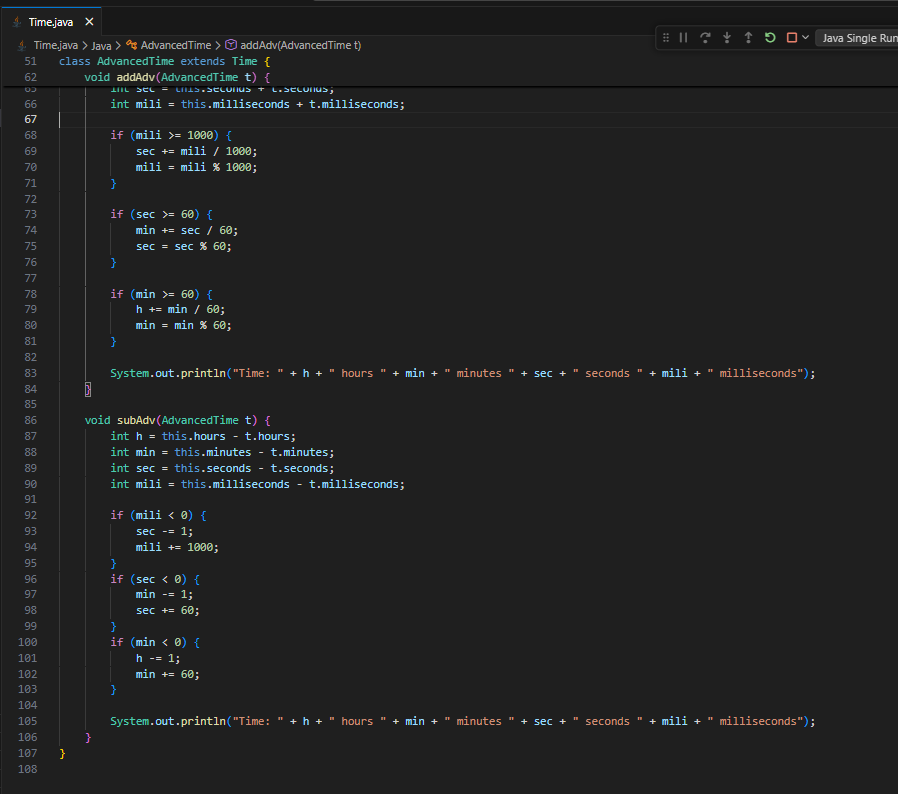 Time.java
Time.java > Java > AdvancedTime > addAdv(AdvancedTime t)
Java Single Run
51 class AdvancedTime extends Time {
62 void addAdv(AdvancedTime t) {
65 int sec = this.seconds + t.seconds;
66 int mili = this.milliseconds + t.milliseconds;
67
68 if (mili >= 1000) {
69 sec += mili / 1000;
70 mili = mili % 1000;
71 }
72
73 if (sec >= 60) {
74 min += sec / 60;
75 sec = sec % 60;
76 }
77
78 if (min >= 60) {
79 h += min / 60;
80 min = min % 60;
81 }
82
83 System.out.println("Time: " + h + " hours " + min + " minutes " + sec + " seconds " + mili + " milliseconds");
84 }
85
86 void subAdv(AdvancedTime t) {
87 int h = this.hours - t.hours;
88 int min = this.minutes - t.minutes;
89 int sec = this.seconds - t.seconds;
90 int mili = this.milliseconds - t.milliseconds;
91
92 if (mili < 0) {
93 sec -= 1;
94 mili += 1000;
95 }
96 if (sec < 0) {
97 min -= 1;
98 sec += 60;
99 }
100 if (min < 0) {
101 h -= 1;
102 min += 60;
103 }
104
105 System.out.println("Time: " + h + " hours " + min + " minutes " + sec + " seconds " + mili + " milliseconds");
106 }
107 }
108